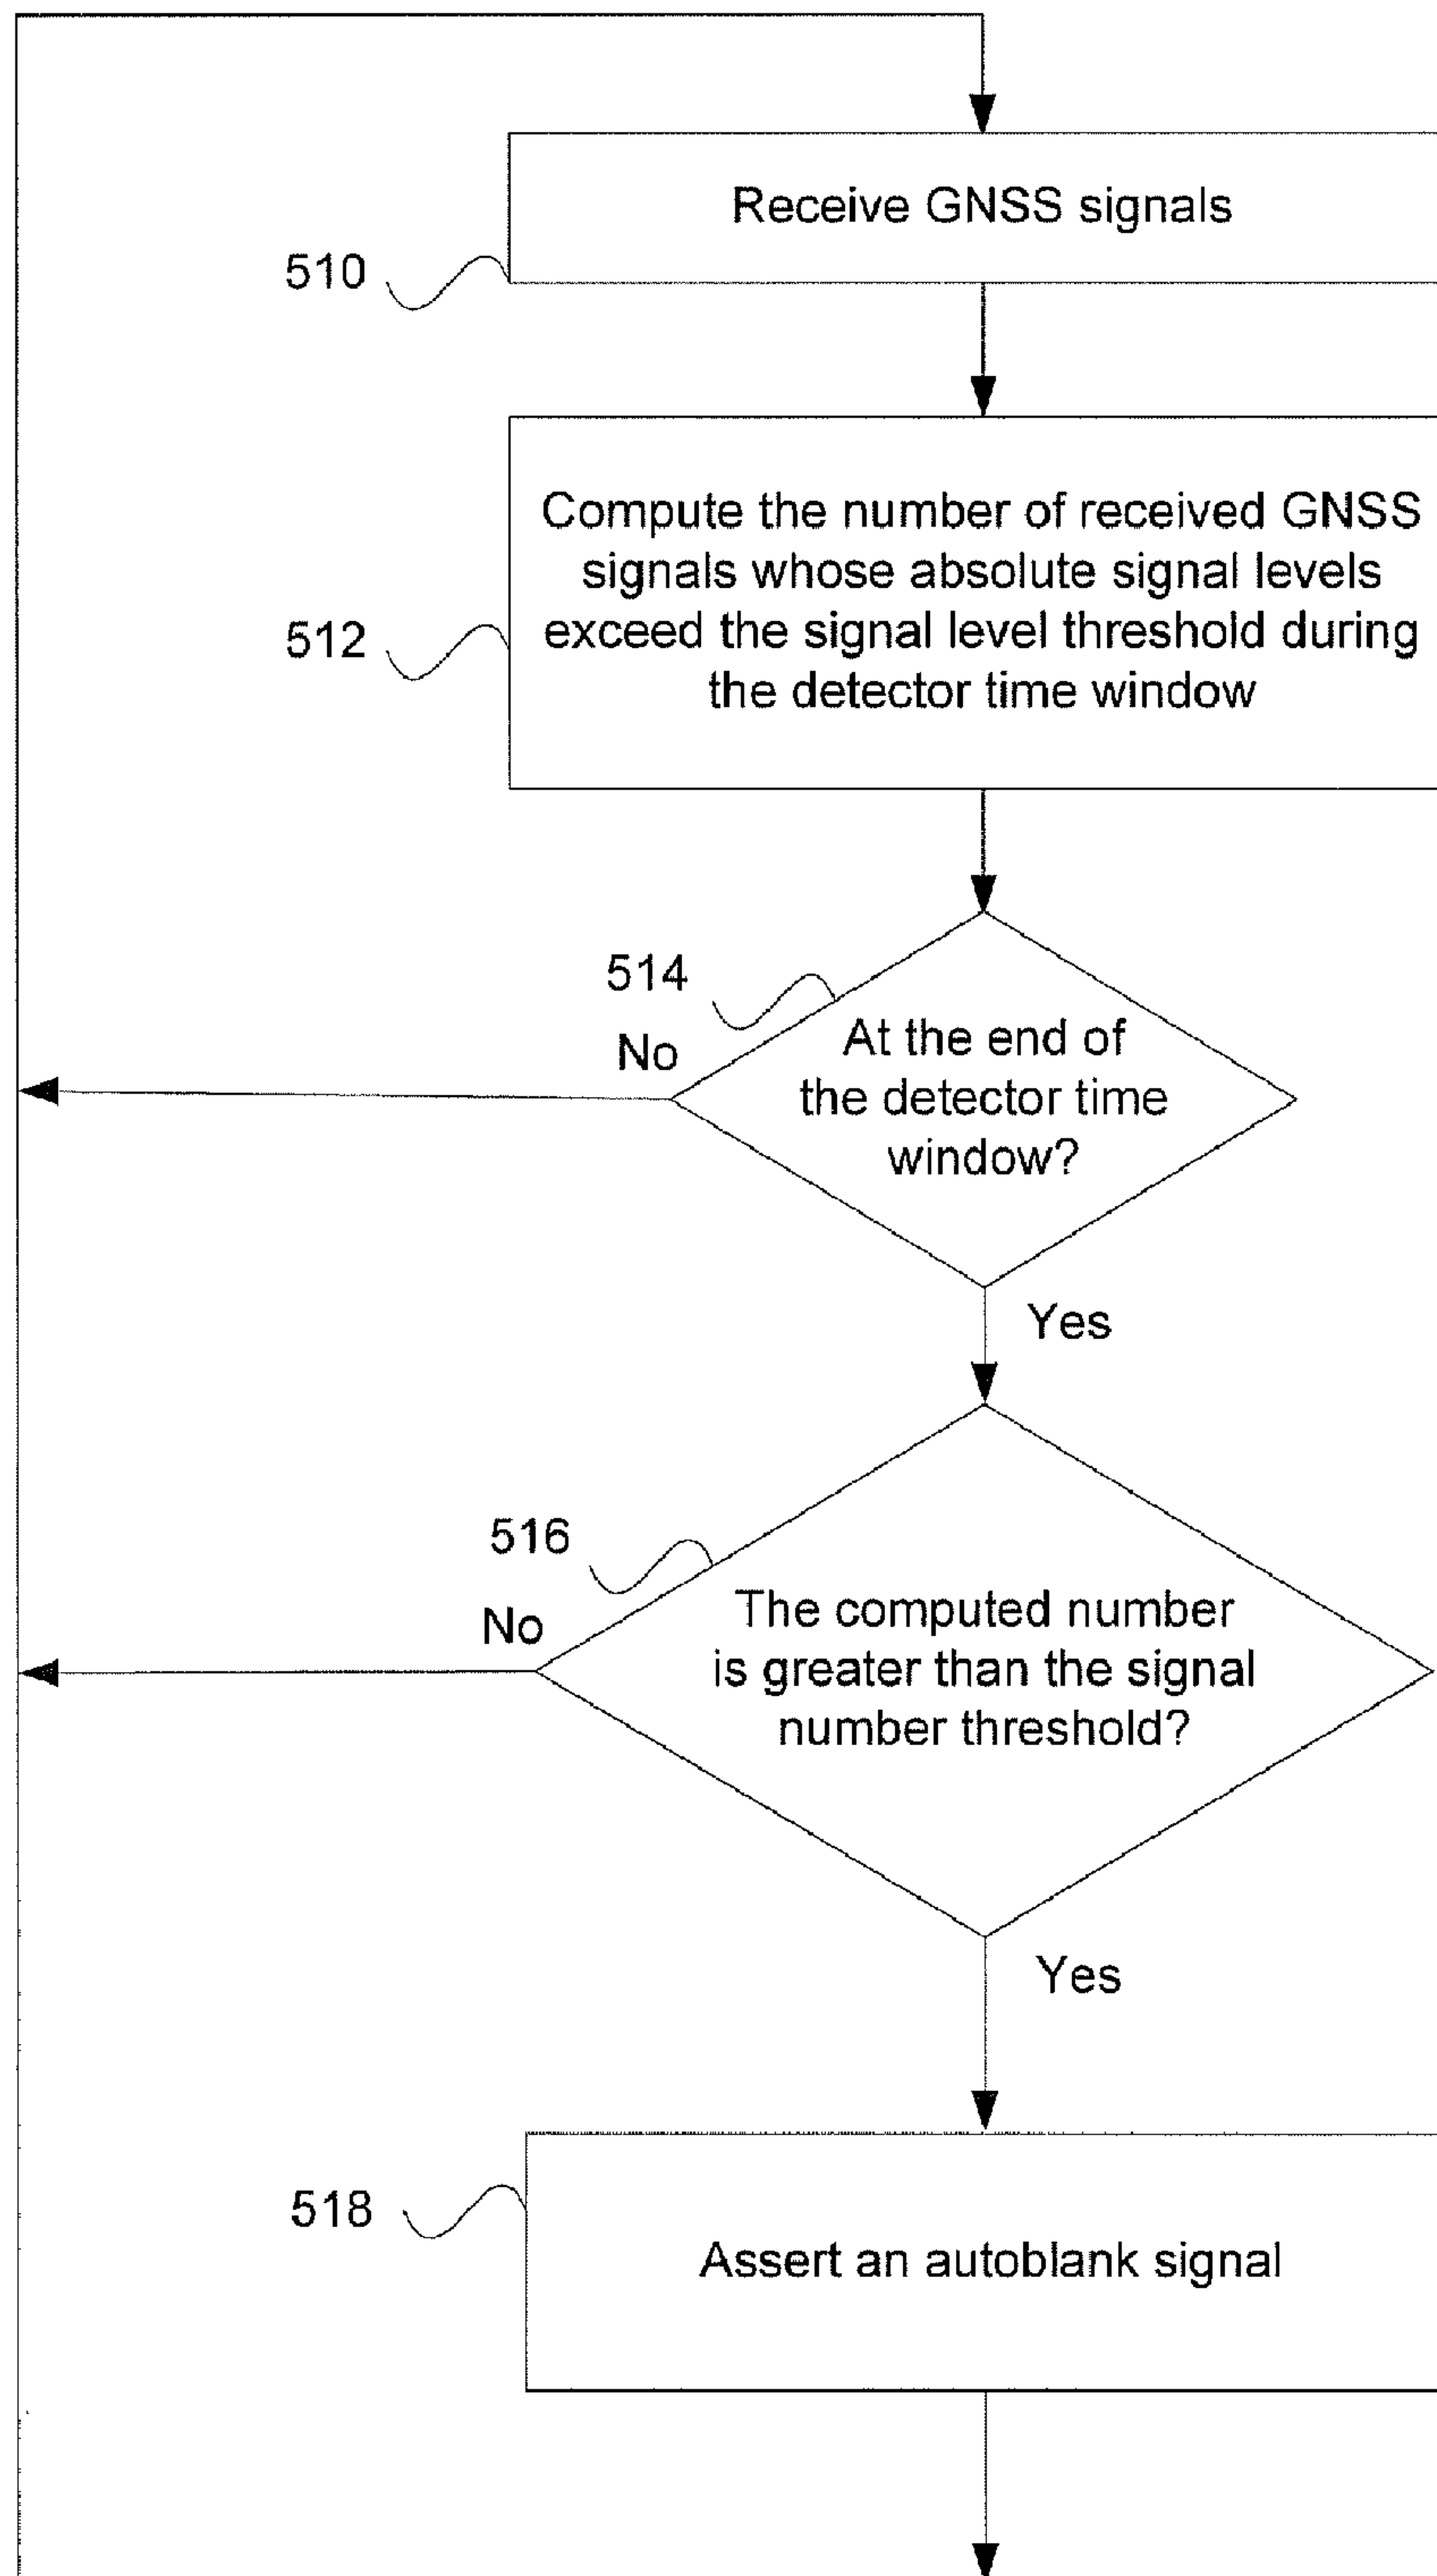 Receive GNSS signals
510
Compute the number of received GNSS
signals whose absolute signal levels
exceed the signal level threshold during
the detector time window
512
514
No
At the end of
the detector time
window?
Yes
516
No
The computed number
is greater than the signal
number threshold?
Yes
518
Assert an autoblank signal